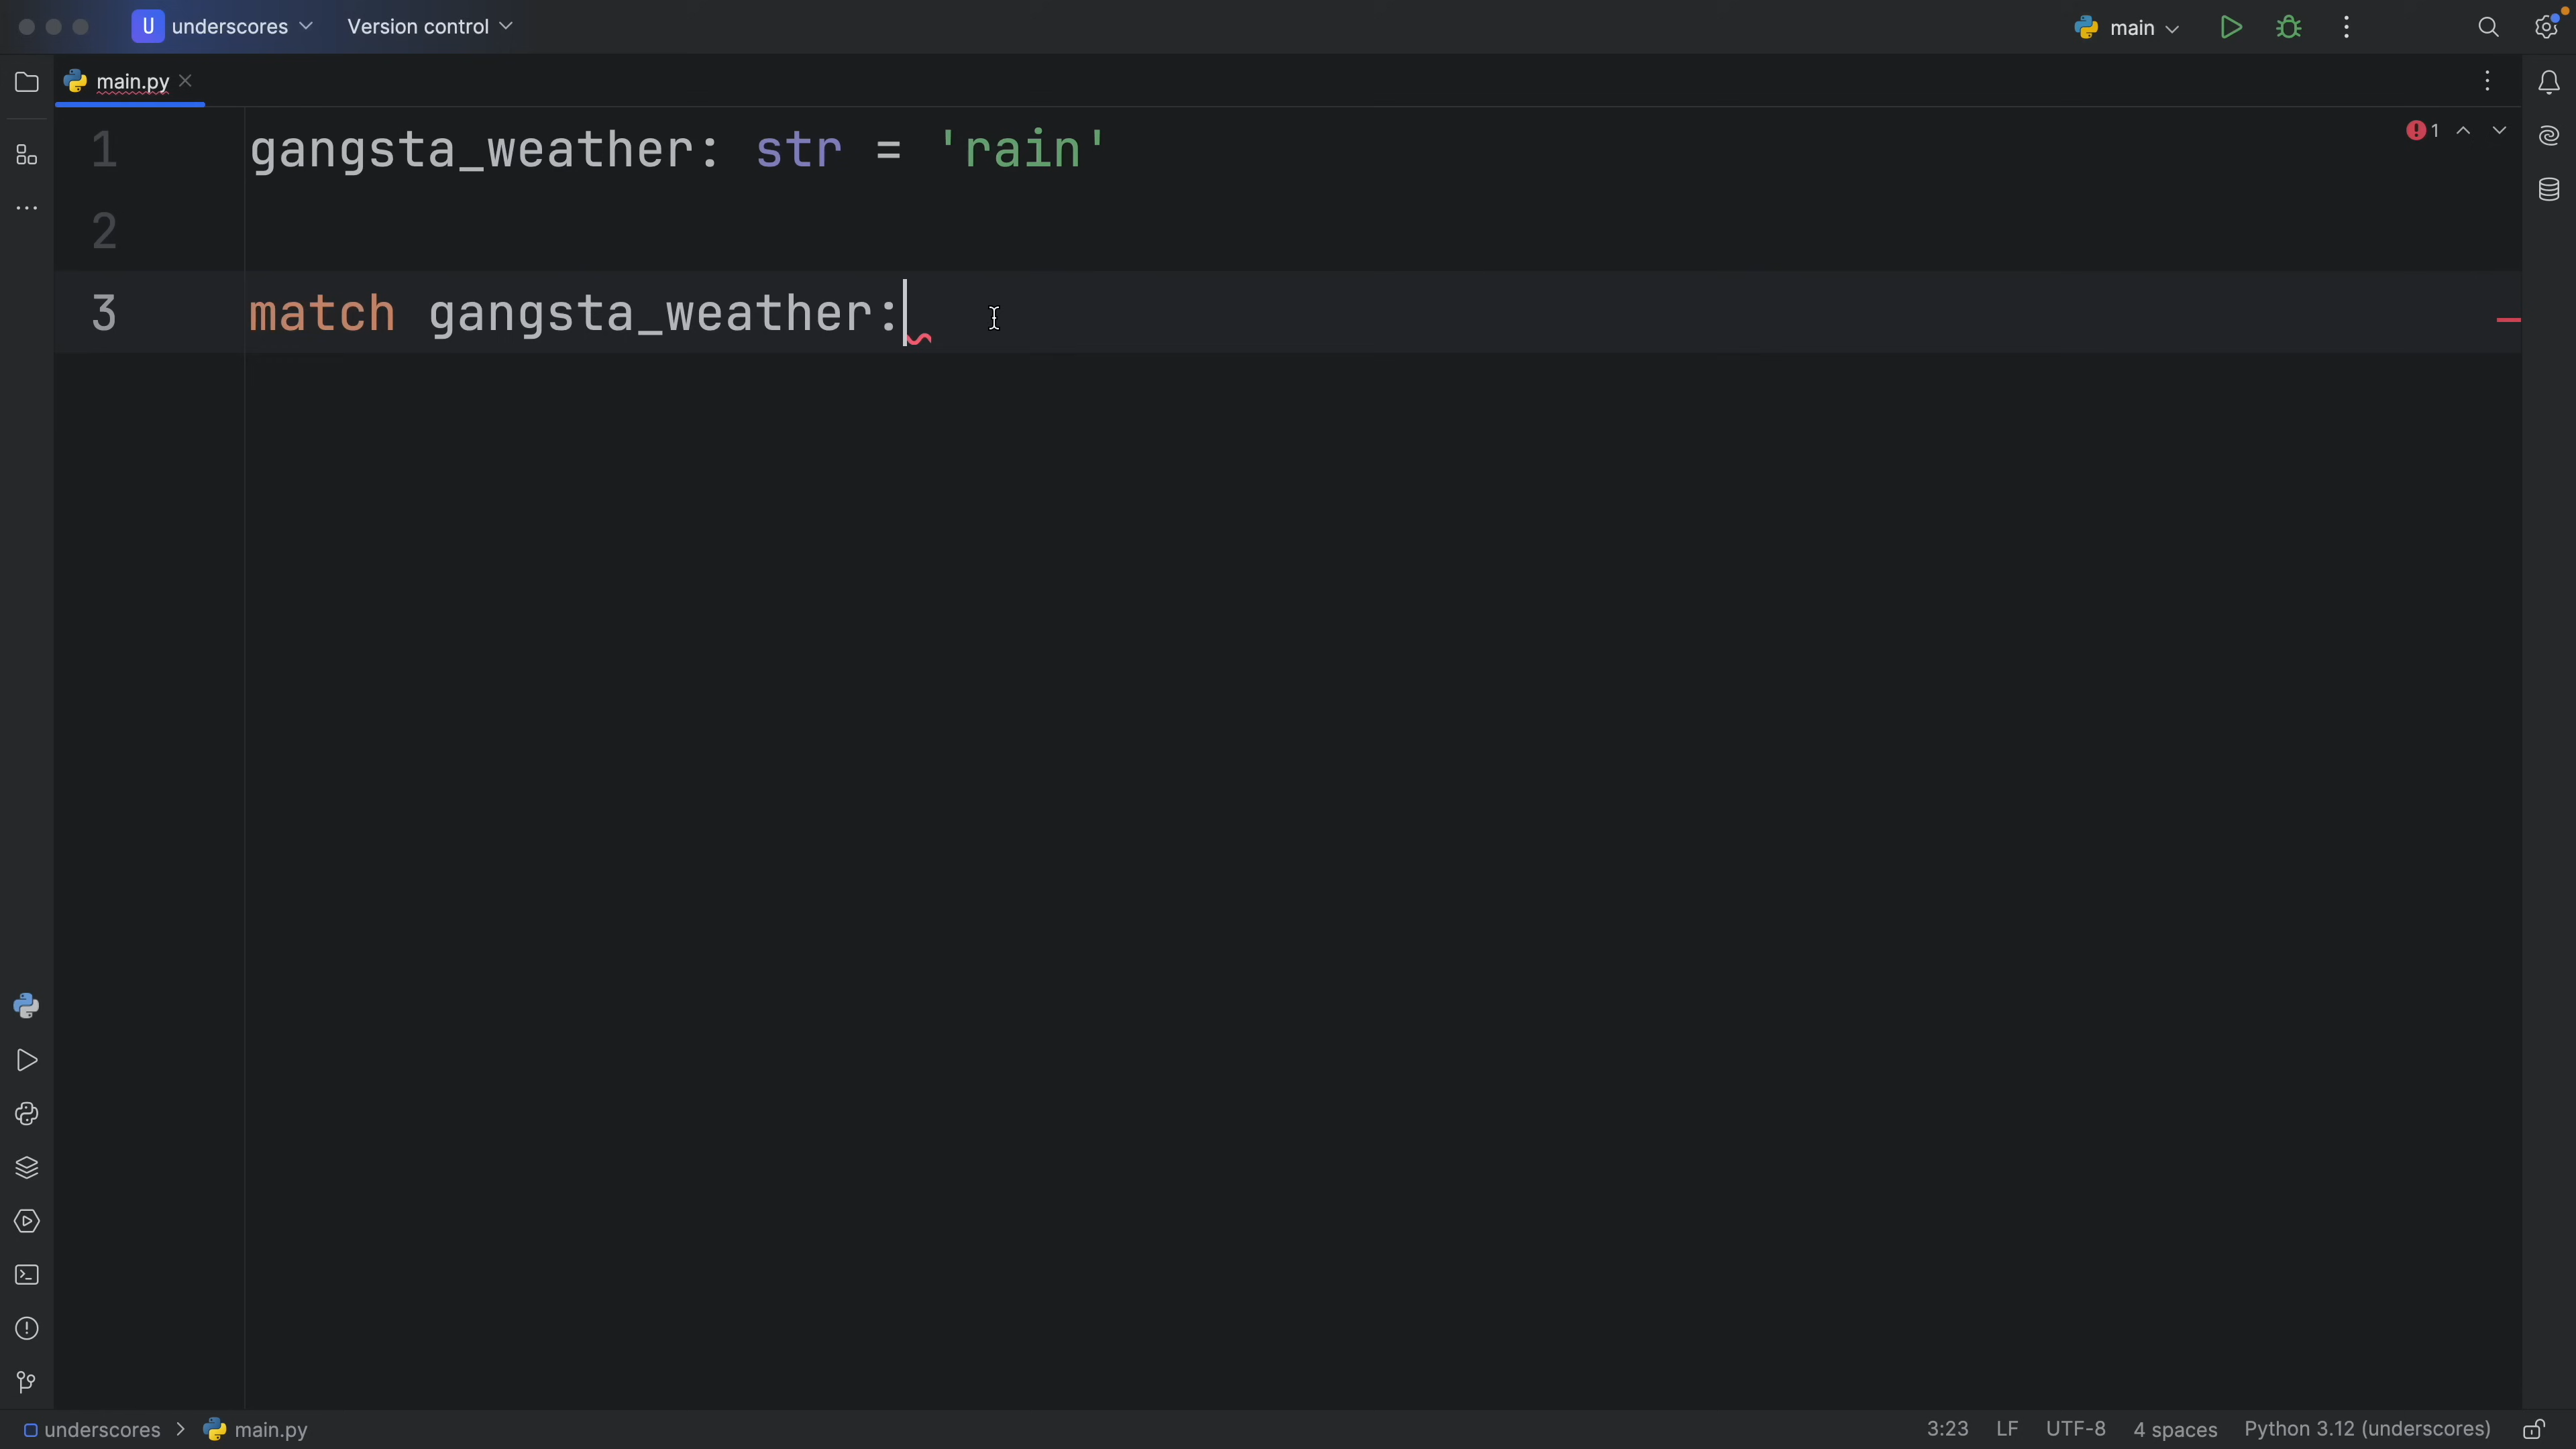 U underscores Version control main
main.py
1 gangsta_weather: str = 'rain' 1
2
3 match gangsta_weather:
underscores main.py 3:23 LF UTF-8 4 spaces Python 3.12 (underscores)